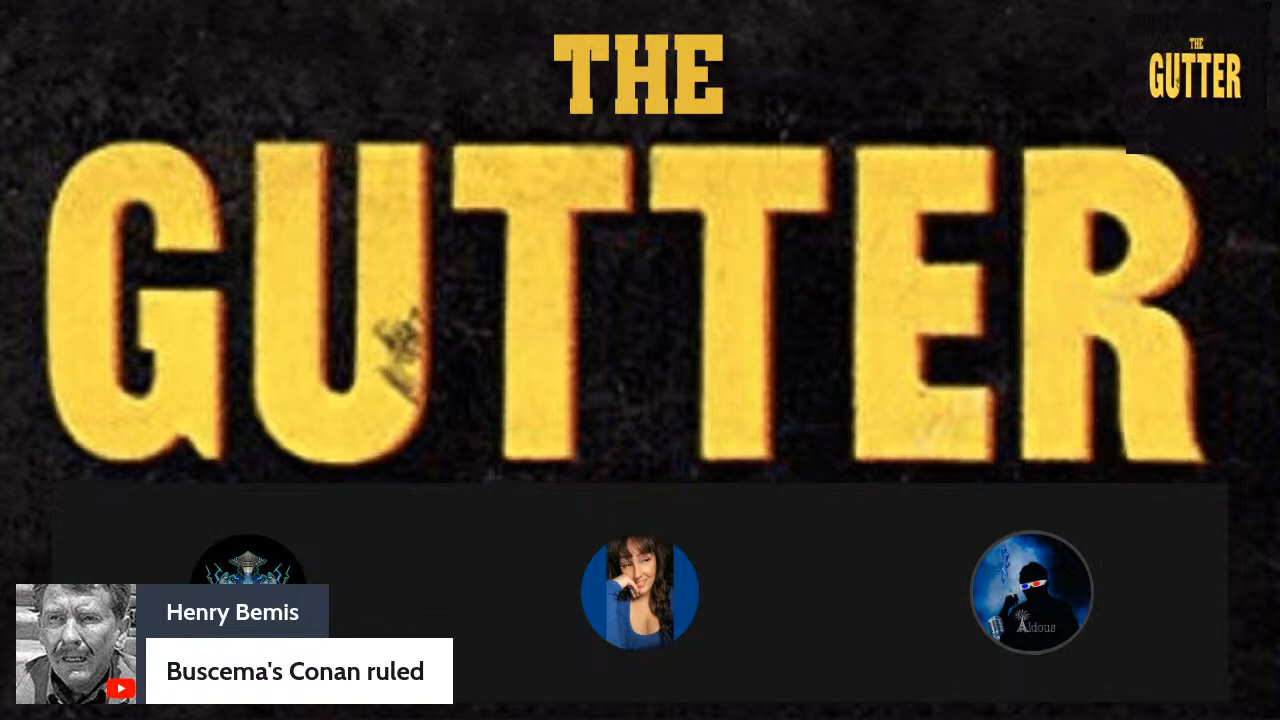 THE
GUTTER
THE
GUTTER
Aldous
Henry Bemis
Buscema's Conan ruled